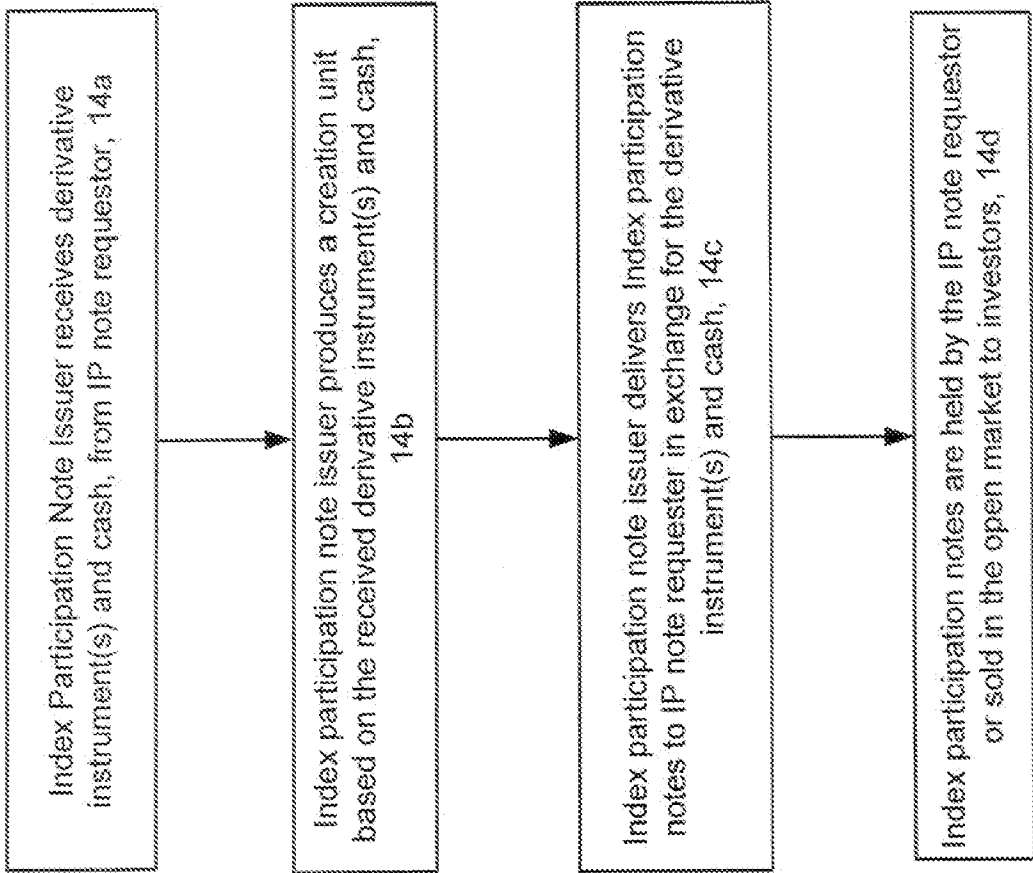 Index Participation Note Issuer receives derivative
instrument(s) and cash, from IP note requestor, 14a
Index participation note issuer produces a creation unit
based on the received derivative instrument(s) and cash,
14b
Index participation note issuer delivers Index participation
notes to IP note requester in exchange for the derivative
instrument(s) and cash, 14c
Index participation notes are held by the IP note requestor
or sold in the open market to investors, 14d